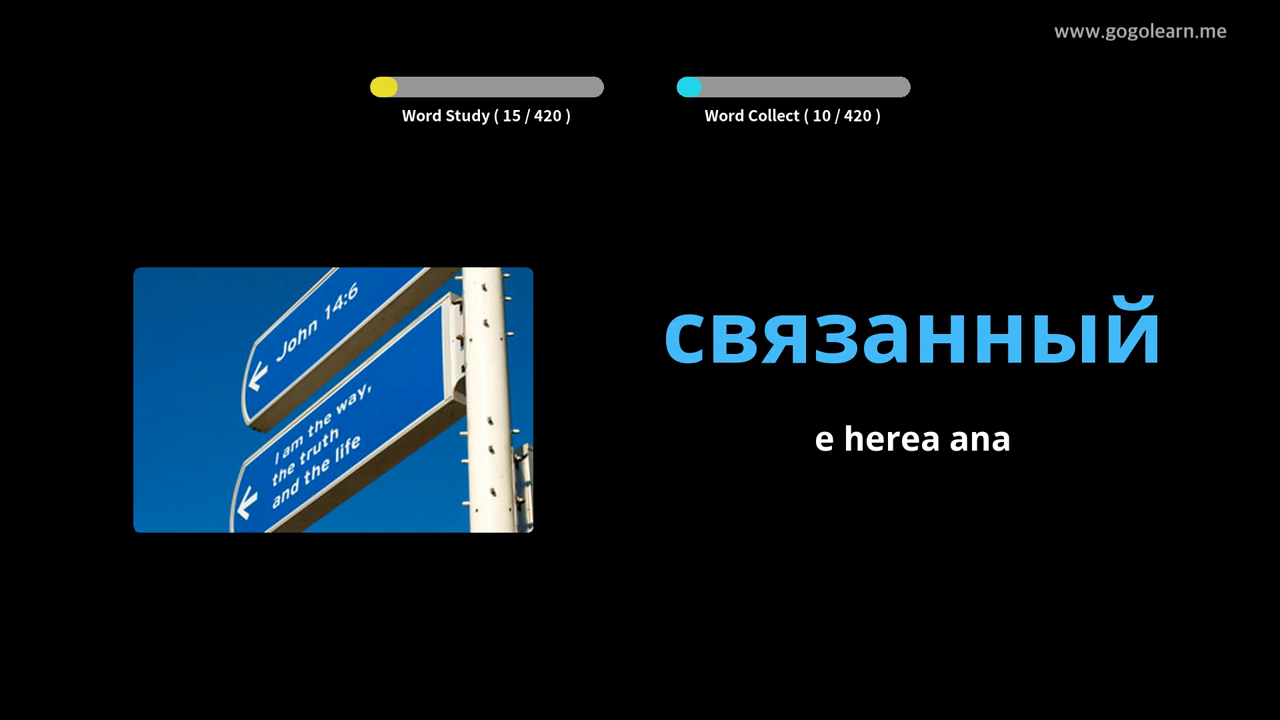 www.gogolearn.me
Word Study ( 15 / 420 )
Word Collect ( 10 / 420 )
John 14:6
I am the way,
the truth
and the life
связанный
e herea ana